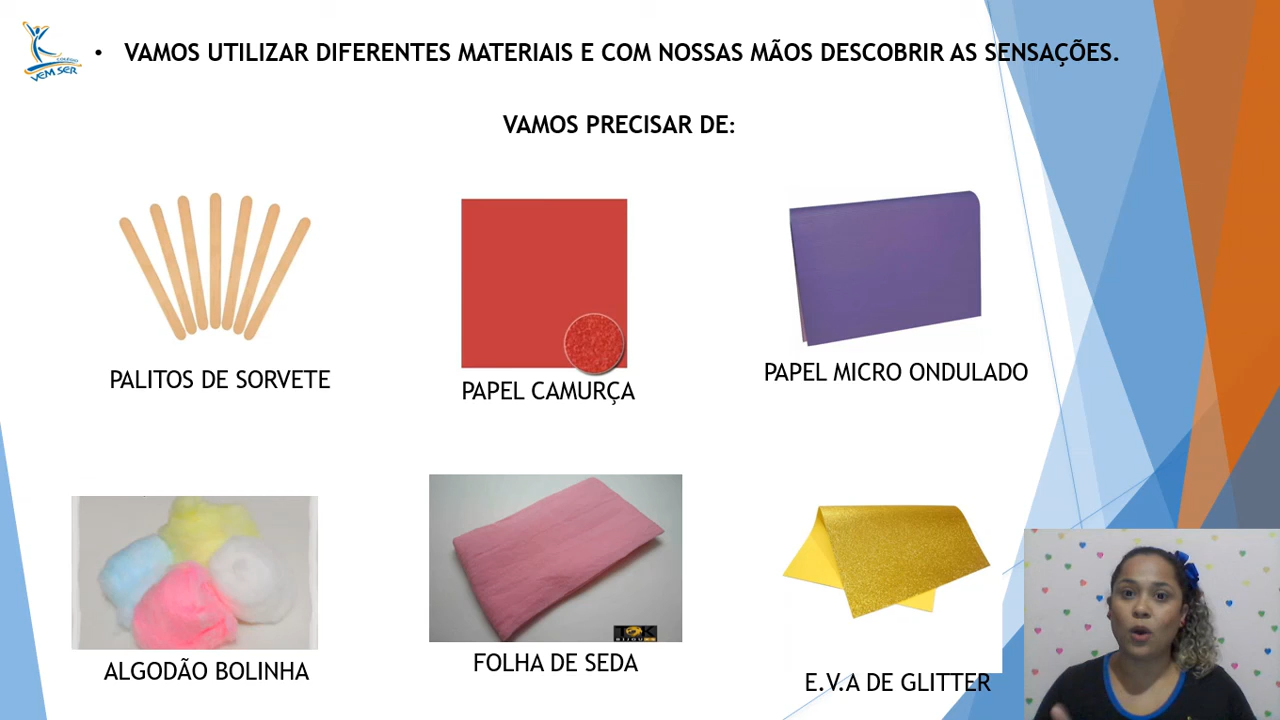 COLÉGIO
VEM SER
• VAMOS UTILIZAR DIFERENTES MATERIAIS E COM NOSSAS MÃOS DESCOBRIR AS SENSAÇÕES.
VAMOS PRECISAR DE:
PALITOS DE SORVETE
PAPEL CAMURÇA
PAPEL MICRO ONDULADO
ALGODÃO BOLINHA
FOLHA DE SEDA
E.V.A DE GLITTER